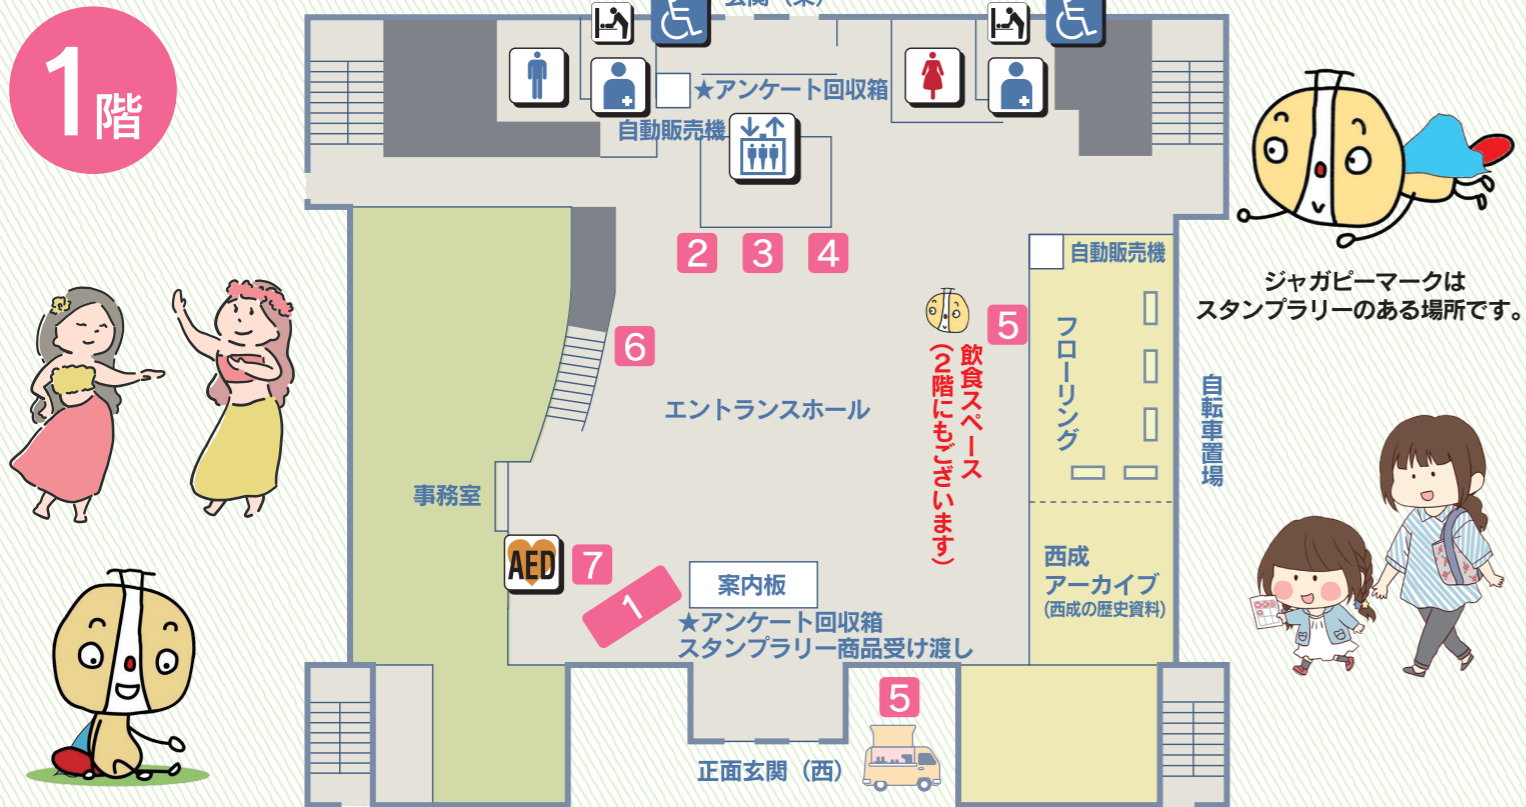 1階
玄関（東）
★アンケート回収箱
自動販売機
2
3
4
自動販売機
ジャガピーマークは
スタンプラリーのある場所です。
5
6
フローリング
飲食スペース
（2階にもございます）
エントランスホール
自転車置場
事務室
AED
7
1
案内板
★アンケート回収箱
スタンプラリー商品受け渡し
西成
アーカイブ
(西成の歴史資料)
5
正面玄関（西）